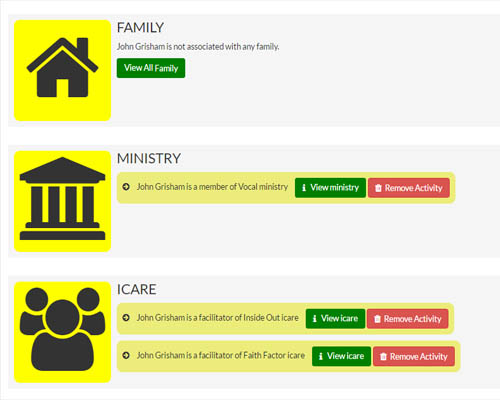 FAMILY
John Grisham is not associated with any family.
View All Family
MINISTRY
John Grisham is a member of Vocal ministry View ministry Remove Activity
ICARE
John Grisham is a facilitator of Inside Out icare View icare Remove Activity
John Grisham is a facilitator of Faith Factor icare View icare Remove Activity